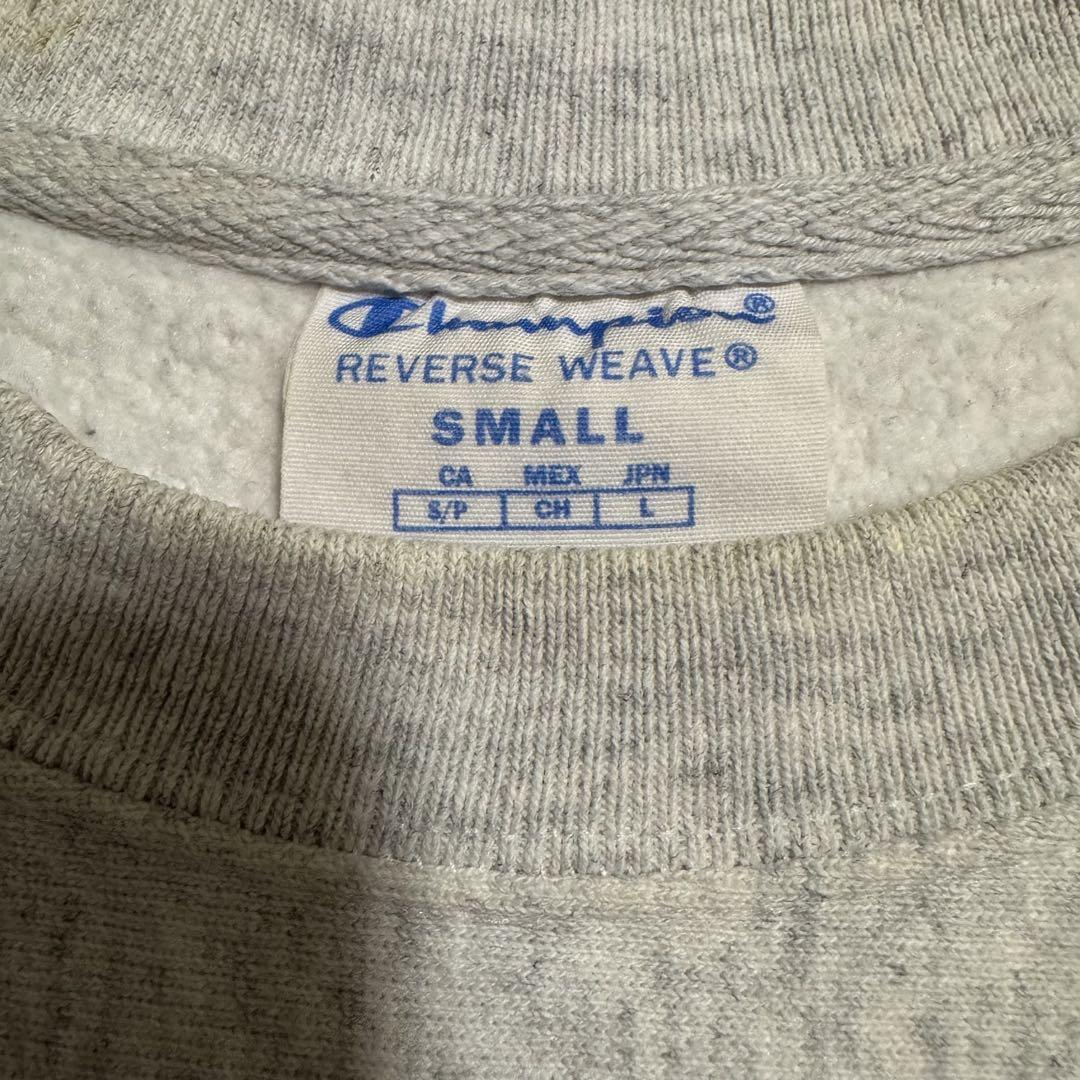 Champion®
REVERSE WEAVE®
SMALL
CA MEX JPN
S/P CH L